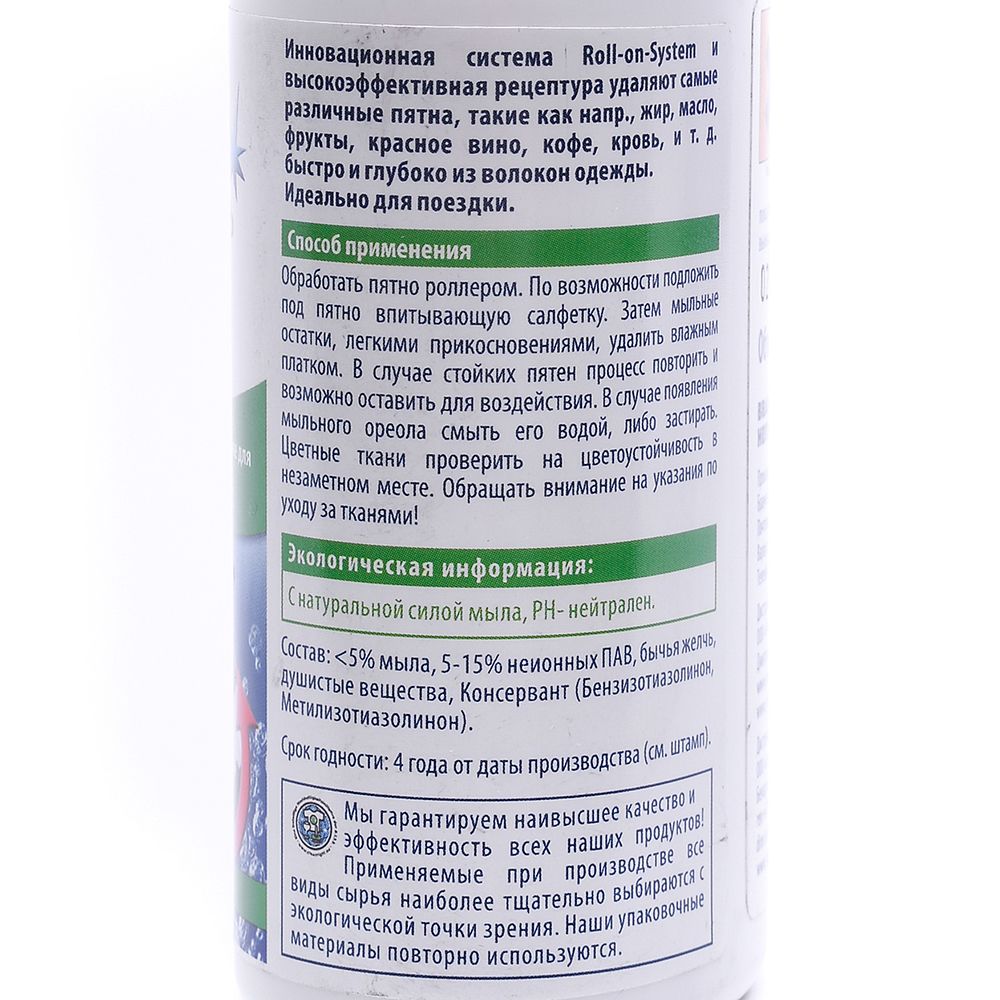 Инновационная система Roll-on-System и
высокоэффективная рецептура удаляют самые
различные пятна, такие как напр., жир, масло,
фрукты, красное вино, кофе, кровь, и т. д.
быстро и глубоко из волокон одежды.
Идеально для поездки.
Способ применения
Обработать пятно роллером. По возможности подложить
под пятно впитывающую салфетку. Затем мыльные
остатки, легкими прикосновениями, удалить влажным
платком. В случае стойких пятен процесс повторить и
возможно оставить для воздействия. В случае появления
мыльного ореола смыть его водой, либо застирать.
Цветные ткани проверить на цветоустойчивость в
незаметном месте. Обращать внимание на указания по
уходу за тканями!
Экологическая информация:
С натуральной силой мыла, PH- нейтрален.
Состав: <5% мыла, 5-15% неионных ПАВ, бычья желчь,
душистые вещества, Консервант (Бензизотиазолинон,
Метилизотиазолинон).
Срок годности: 4 года от даты производства (см. штамп).
Мы гарантируем наивысшее качество и
эффективность всех наших продуктов!
Применяемые при производстве все
виды сырья наиболее тщательно выбираются с
экологической точки зрения. Наши упаковочные
материалы повторно используются.
для